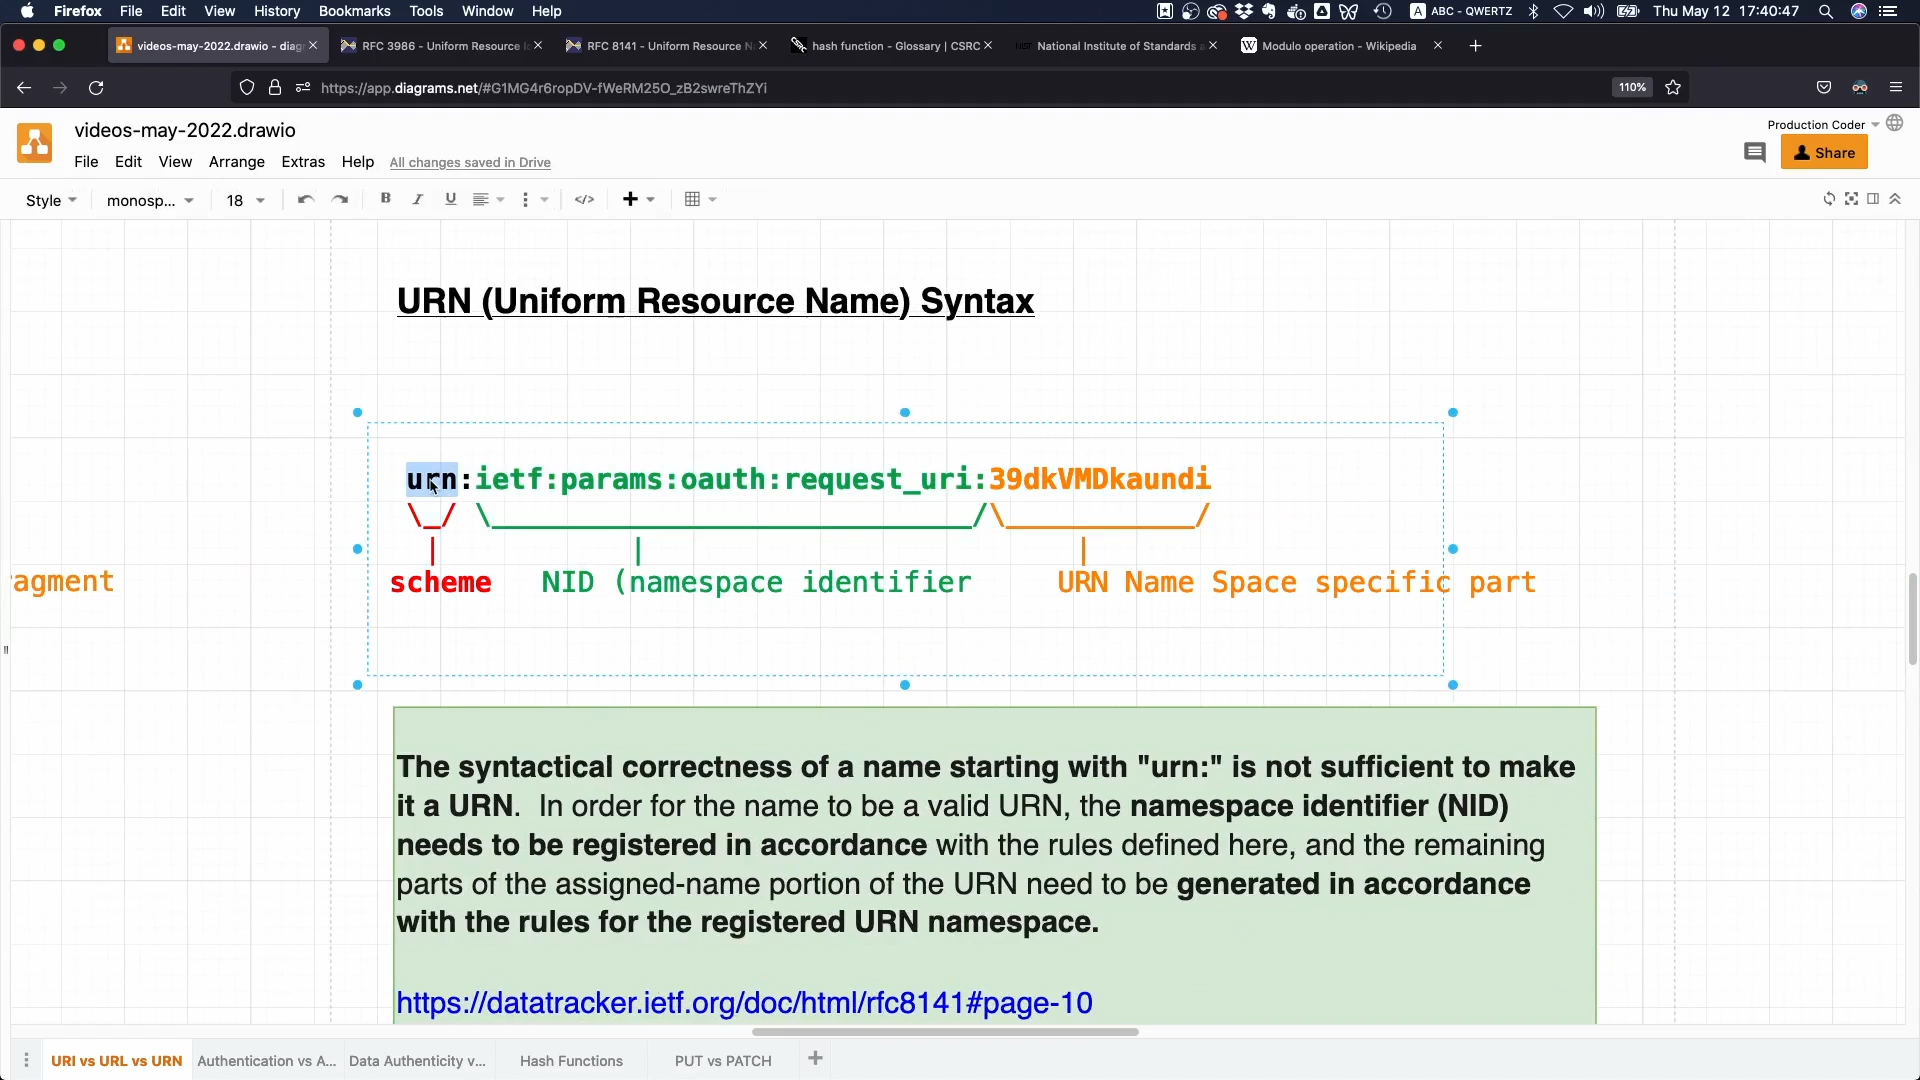 Firefox File Edit View History Bookmarks Tools Window Help ABC - QWERTZ Thu May 12 17:40:47
videos-may-2022.drawio - diag RFC 3986 - Uniform Resource Id RFC 8141 - Uniform Resource N hash function - Glossary | CSRC National Institute of Standards a Modulo operation - Wikipedia
https://app.diagrams.net/#G1MG4r6ropDV-fWeRM25O_zB2swreThZYi 110%
videos-may-2022.drawio
Production Coder
File Edit View Arrange Extras Help All changes saved in Drive
Share
Style monosp... 18 B I U
URN (Uniform Resource Name) Syntax
urn:ietf:params:oauth:request_uri:39dkVMDkaundi
\_/ \____________________________/\___________/
| | |
agment scheme NID (namespace identifier URN Name Space specific part
The syntactical correctness of a name starting with "urn:" is not sufficient to make
it a URN. In order for the name to be a valid URN, the namespace identifier (NID)
needs to be registered in accordance with the rules defined here, and the remaining
parts of the assigned-name portion of the URN need to be generated in accordance
with the rules for the registered URN namespace.
https://datatracker.ietf.org/doc/html/rfc8141#page-10
URI vs URL vs URN Authentication vs A... Data Authenticity v... Hash Functions PUT vs PATCH